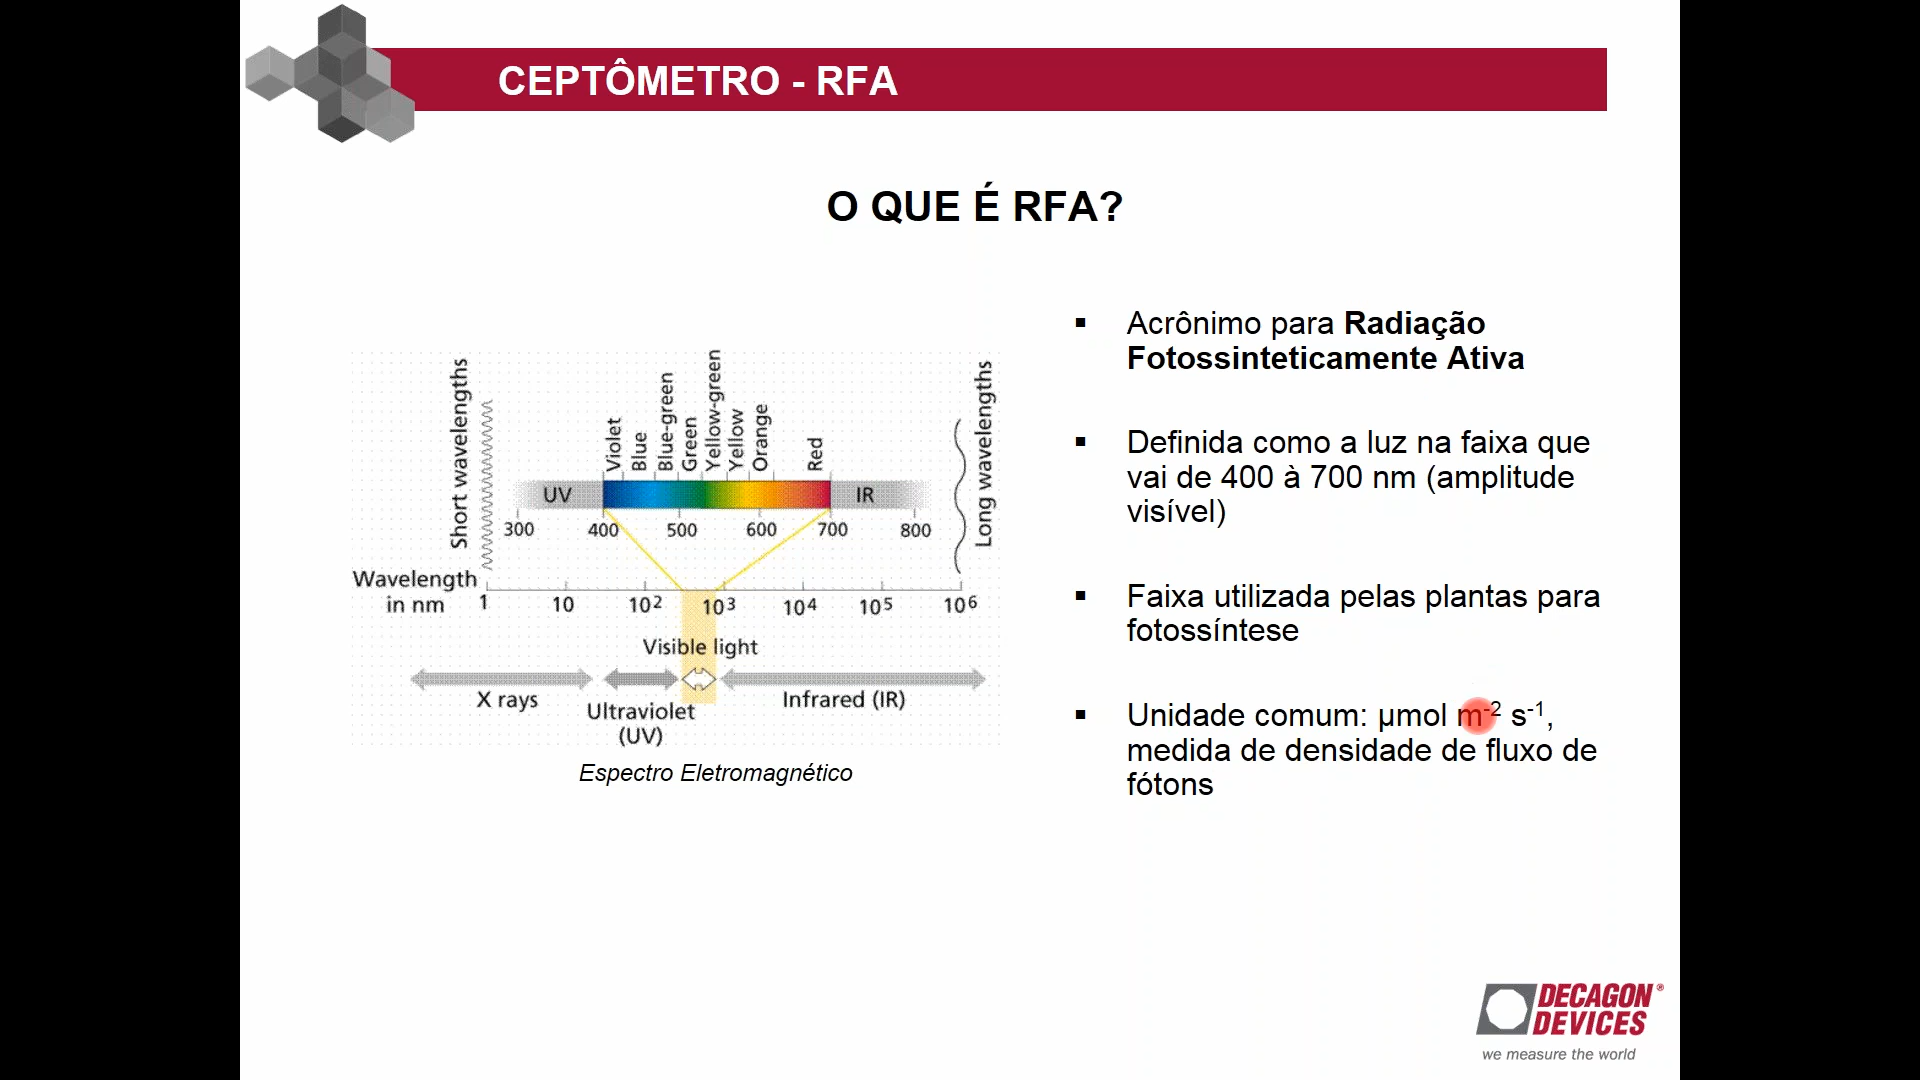 CEPTÔMETRO - RFA
O QUE É RFA?
Short wavelengths
Violet
Blue
Blue-green
Green
Yellow-green
Yellow
Orange
Red
Long wavelengths
UV
IR
300 400 500 600 700 800
Wavelength
in nm
1 10 10² 10³ 10⁴ 10⁵ 10⁶
Visible light
X rays
Ultraviolet
(UV)
Infrared (IR)
Espectro Eletromagnético
▪ Acrônimo para Radiação
Fotossinteticamente Ativa
▪ Definida como a luz na faixa que
vai de 400 à 700 nm (amplitude
visível)
▪ Faixa utilizada pelas plantas para
fotossíntese
▪ Unidade comum: µmol m⁻² s⁻¹,
medida de densidade de fluxo de
fótons
DECAGON®
DEVICES
we measure the world